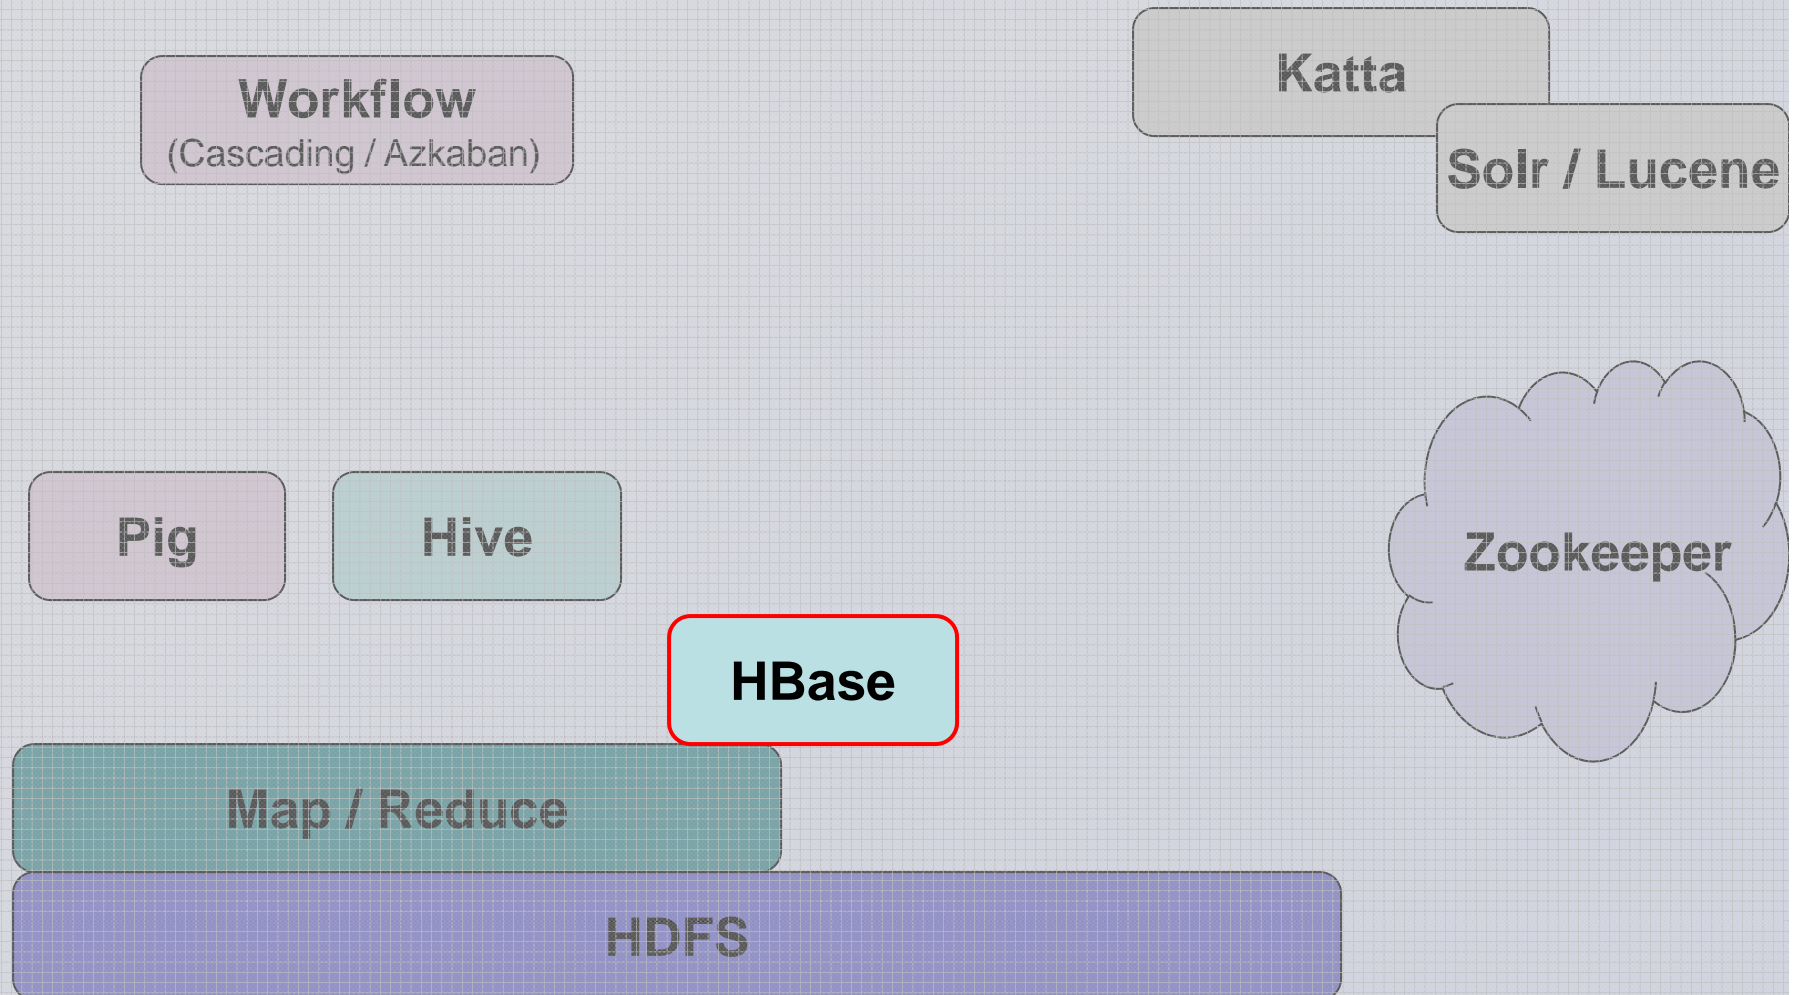 Workflow
(Cascading / Azkaban)
Katta
Solr / Lucene
Pig
Hive
Zookeeper
HBase
Map / Reduce
HDFS